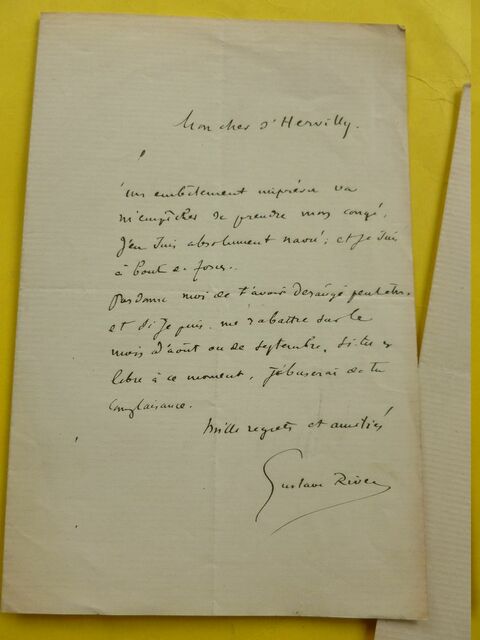 Mon cher d'Hervilly.
Un embêtement imprévu va
m'empêcher de prendre mon congé.
J'en suis absolument navré; et je suis
à bout de forces.
Pardonne moi de t'avoir dérangé peut être
et si je puis me rabattre sur le
mois d'août ou de septembre, si tu es
libre à ce moment, j'abuserai de ta
complaisance.
Mille regrets et amitiés
Gustave Rivet